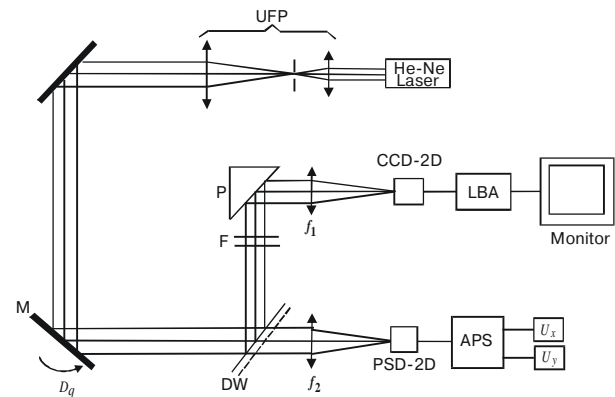 UFP
He-Ne
Laser
CCD-2D
P
LBA
F
f1
Monitor
M
APS
Ux
Uy
PSD-2D
DW
f2
Dq